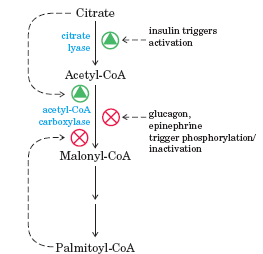 Citrate
citrate
lyase
insulin triggers
activation
Acetyl-CoA
acetyl-CoA
carboxylase
glucagon,
epinephrine
trigger phosphorylation/
inactivation
Malonyl-CoA
Palmitoyl-CoA